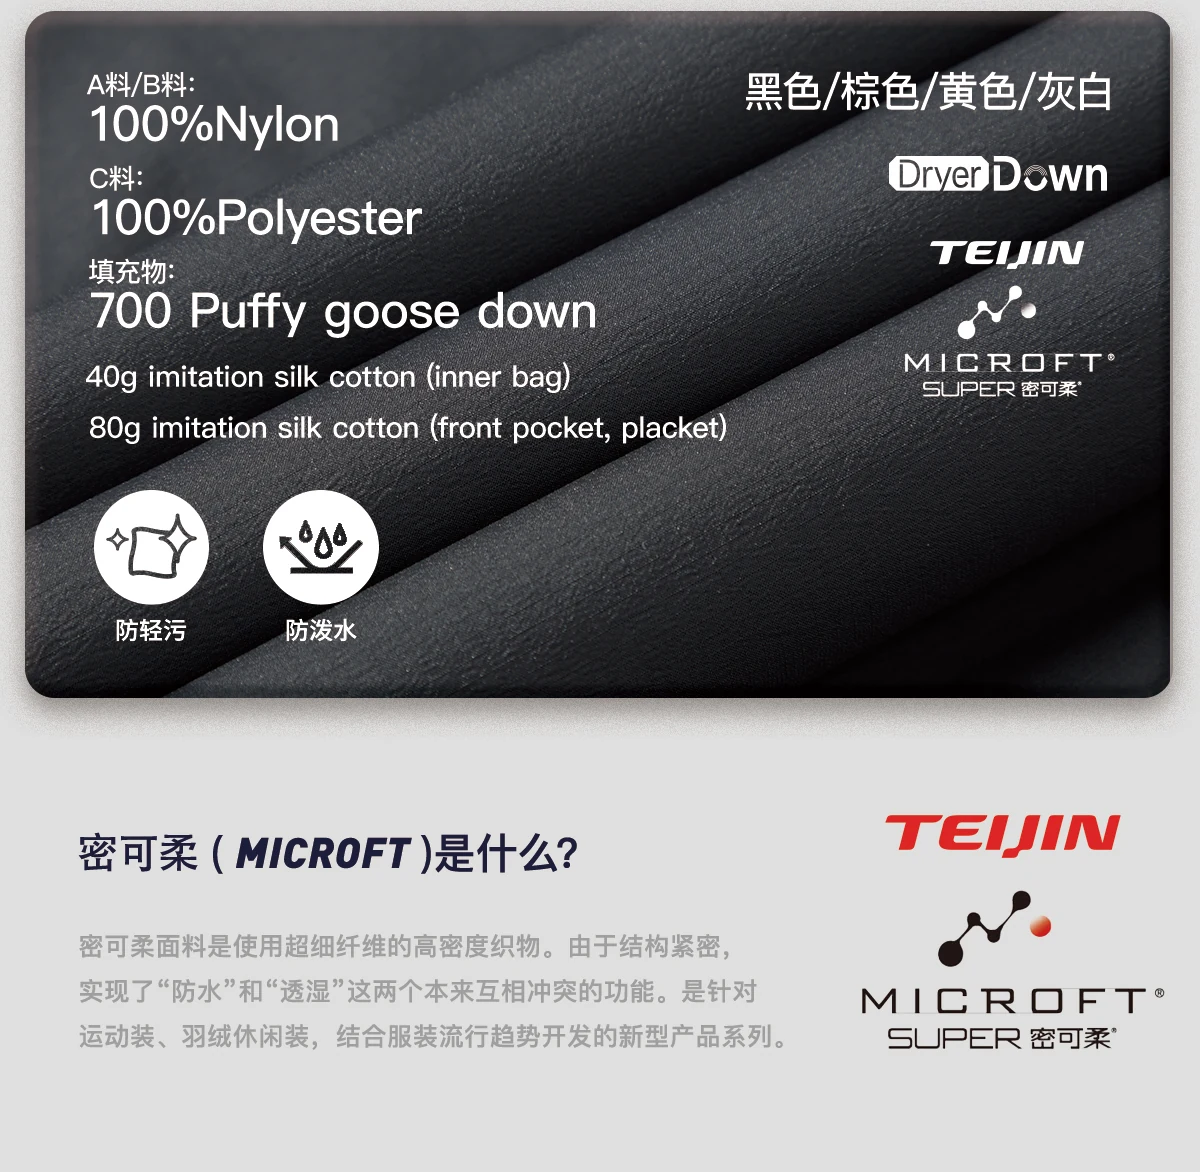 A料/B料:
100%Nylon
C料:
100%Polyester
填充物:
700 Puffy goose down
40g imitation silk cotton (inner bag)
80g imitation silk cotton (front pocket, placket)
防轻污
防泼水
黑色/棕色/黄色/灰白
DryerDown
TEIJIN
MICROFT®
SUPER 密可柔®
密可柔 ( MICROFT )是什么?
密可柔面料是使用超细纤维的高密度织物。由于结构紧密，
实现了“防水”和“透湿”这两个本来互相冲突的功能。是针对
运动装、羽绒休闲装，结合服装流行趋势开发的新型产品系列。
TEIJIN
MICROFT®
SUPER 密可柔®